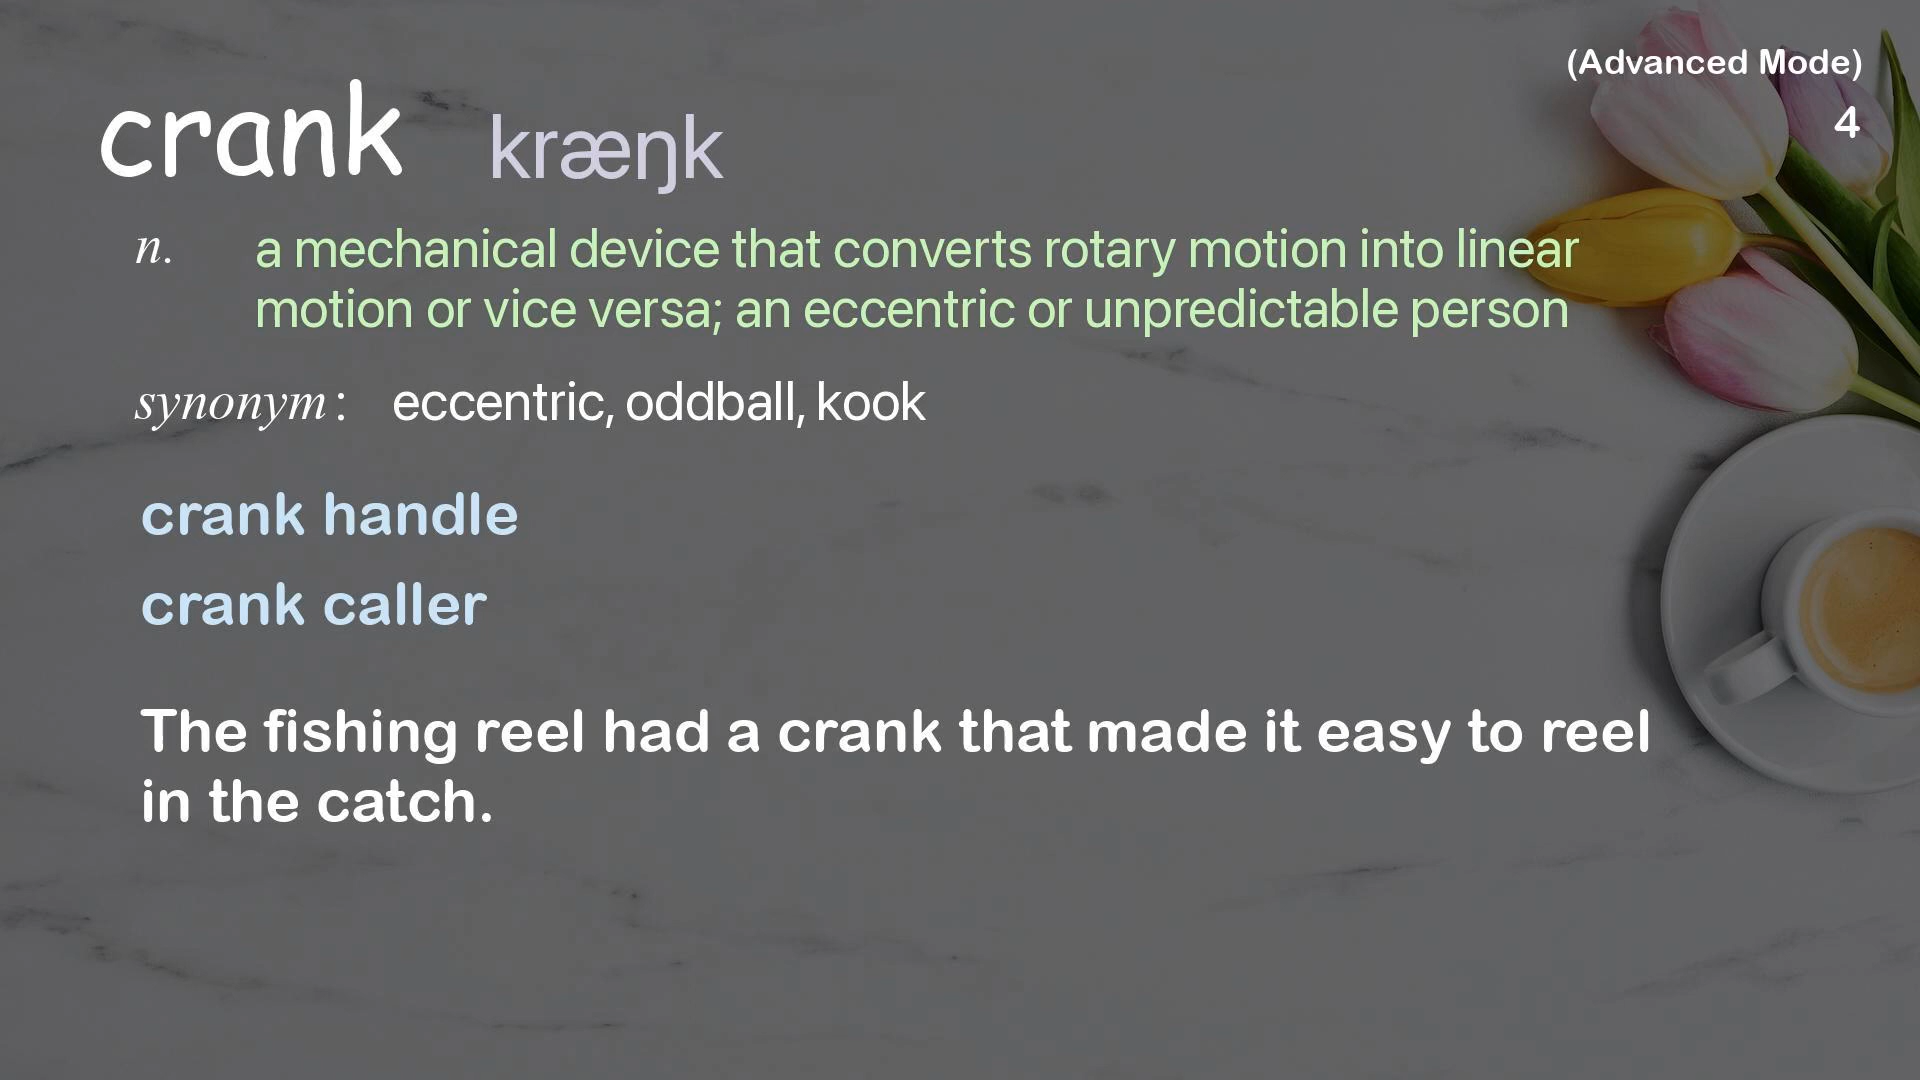 (Advanced Mode)
4
crank kræŋk
n. a mechanical device that converts rotary motion into linear
motion or vice versa; an eccentric or unpredictable person
synonym: eccentric, oddball, kook
crank handle
crank caller
The fishing reel had a crank that made it easy to reel
in the catch.